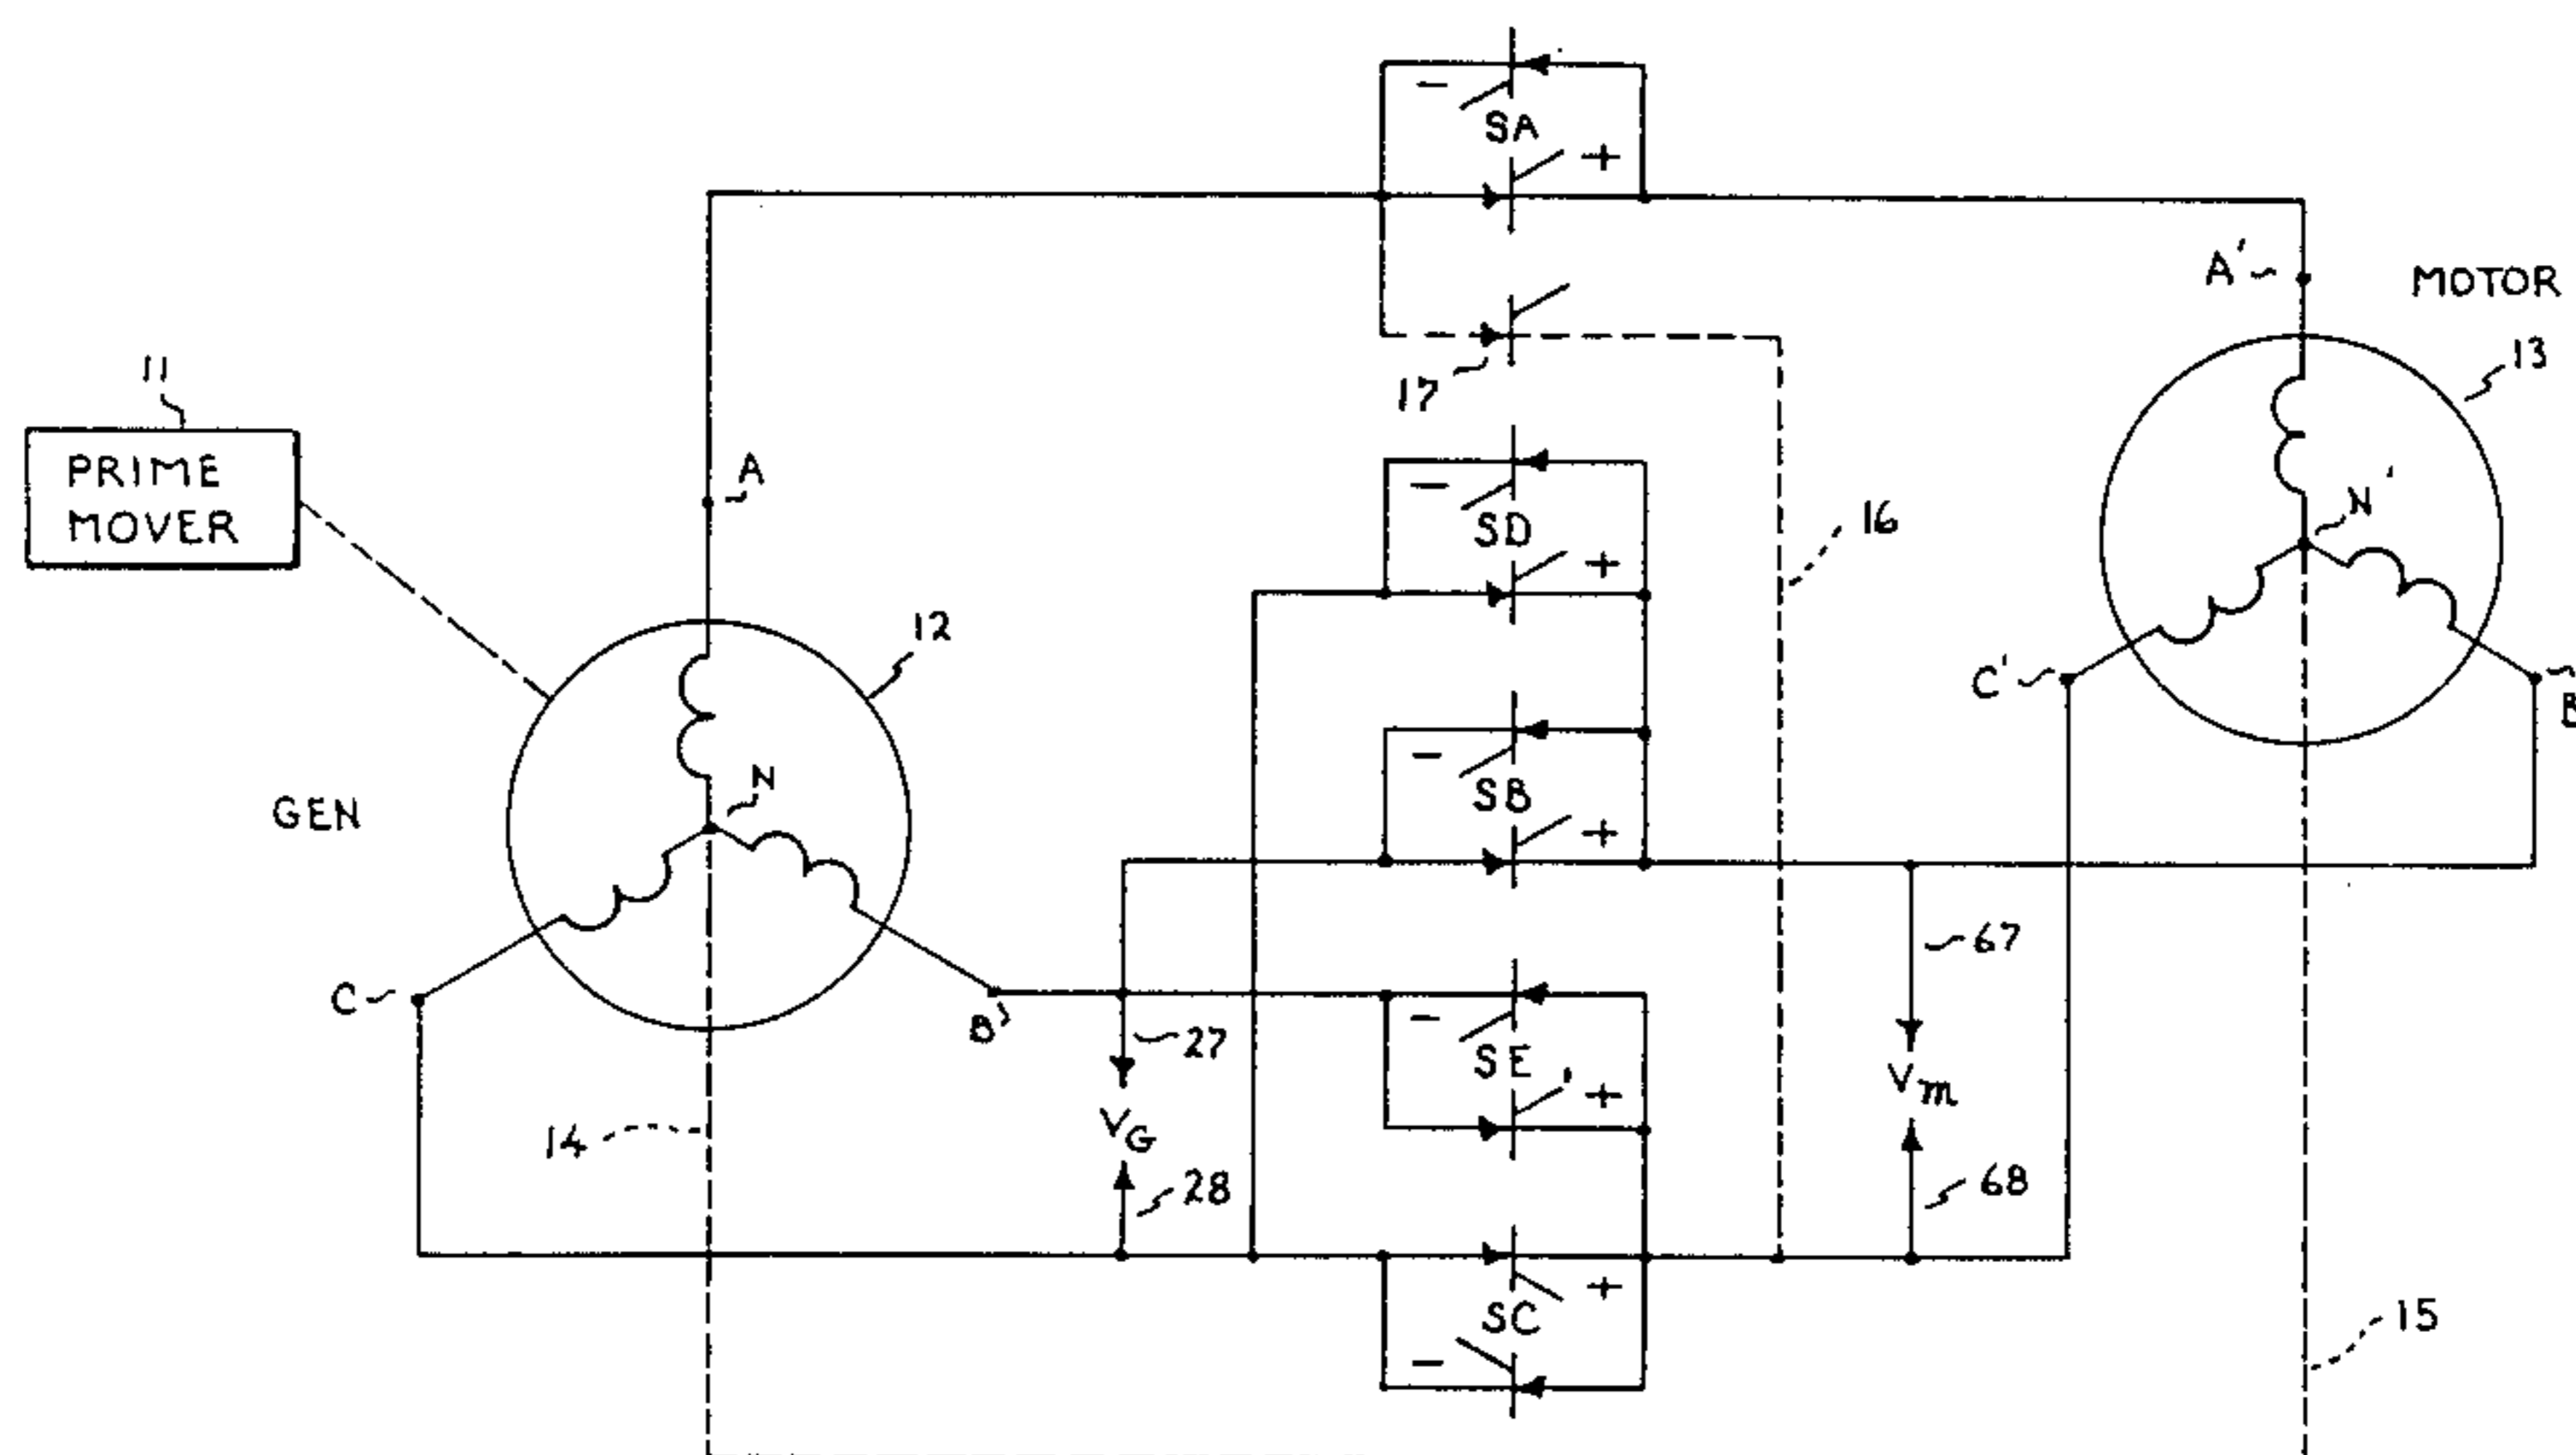 -
SA
+
A'
MOTOR
11
13
17
PRIME
MOVER
A
-
16
SD
N'
+
12
C'
B
-
N
SB
GEN
+
67
C
B
27
-
SE
+
Vm
VG
14
28
68
+
SC
15
-